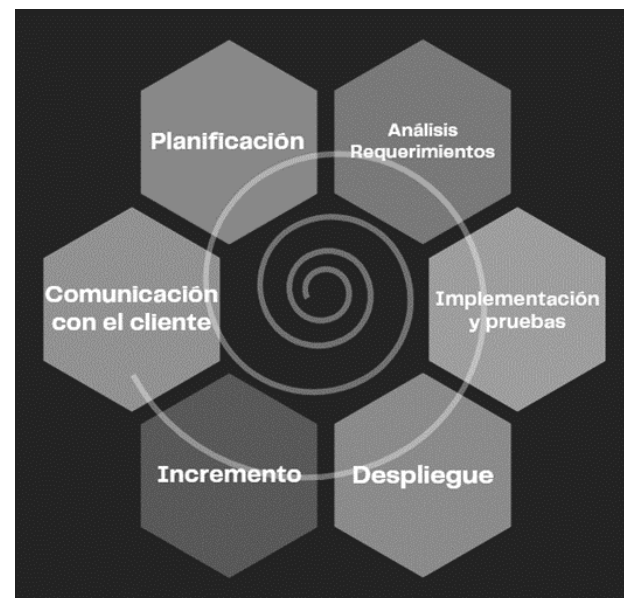 Planificación
Análisis
Requerimientos
Comunicación
con el cliente
Implementación
y pruebas
Incremento
Despliegue